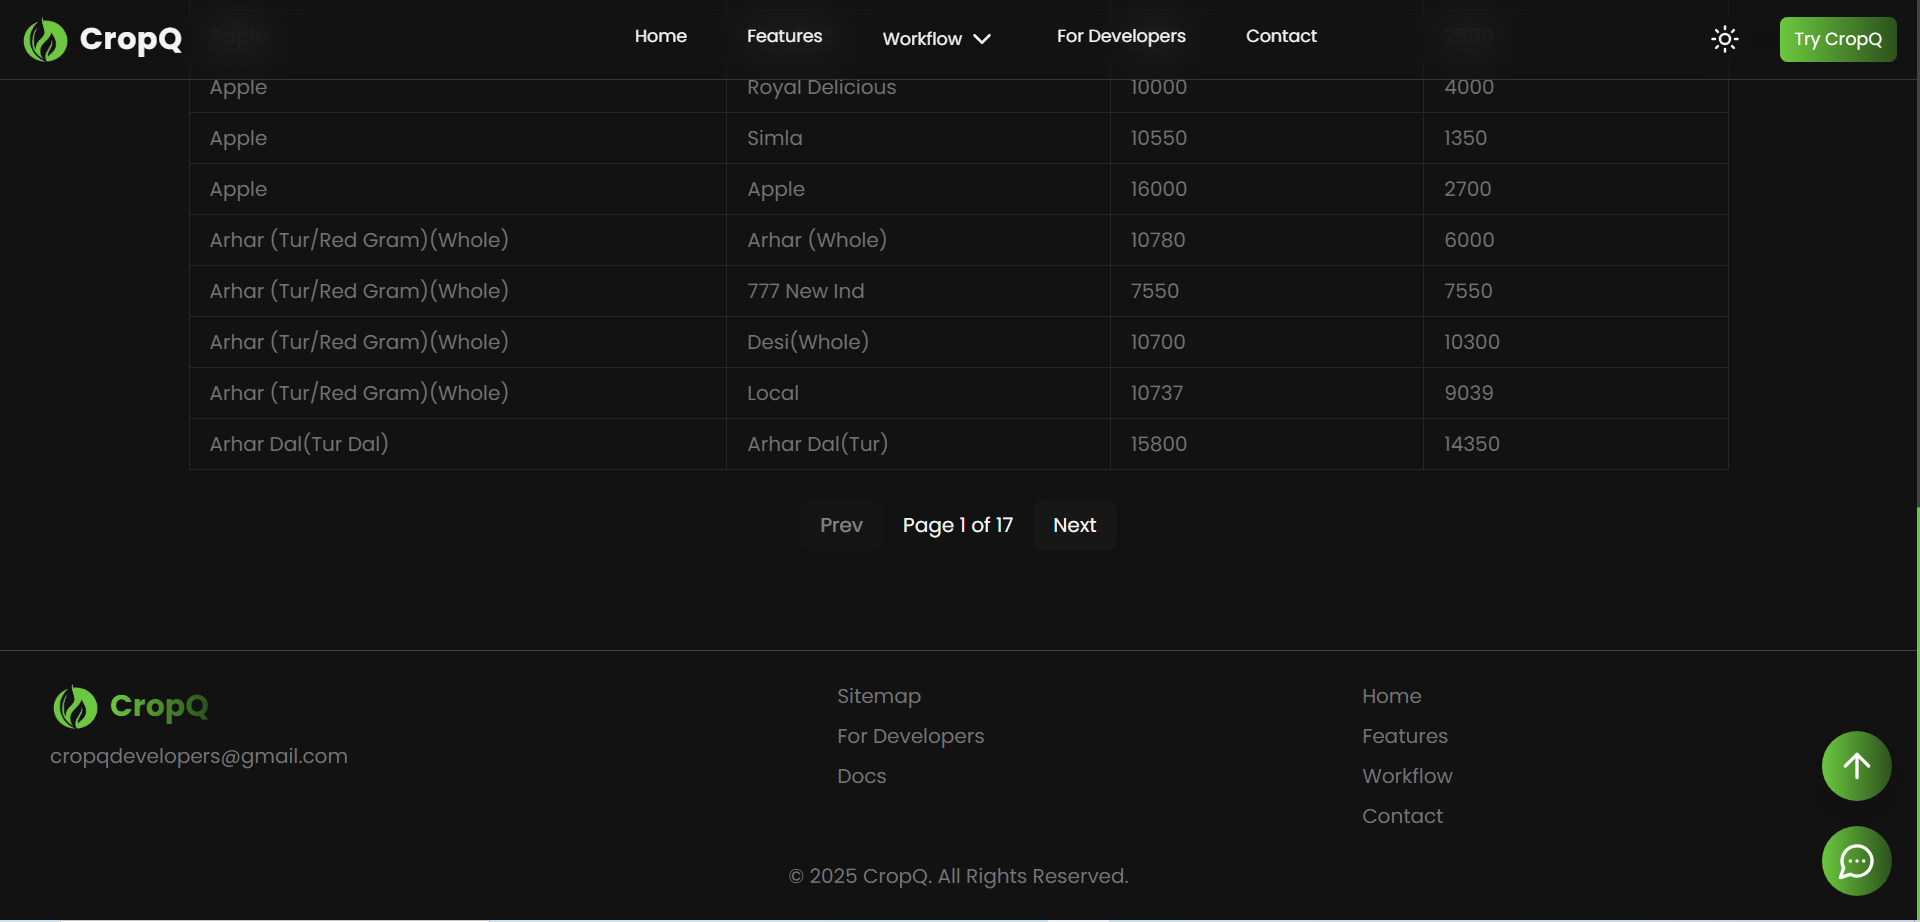 CropQ Home Features Workflow For Developers Contact Try CropQ
Apple 2500
Apple Royal Delicious 10000 4000
Apple Simla 10550 1350
Apple Apple 16000 2700
Arhar (Tur/Red Gram)(Whole) Arhar (Whole) 10780 6000
Arhar (Tur/Red Gram)(Whole) 777 New Ind 7550 7550
Arhar (Tur/Red Gram)(Whole) Desi(Whole) 10700 10300
Arhar (Tur/Red Gram)(Whole) Local 10737 9039
Arhar Dal(Tur Dal) Arhar Dal(Tur) 15800 14350
Prev Page 1 of 17 Next
CropQ
cropqdevelopers@gmail.com
Sitemap
For Developers
Docs
Home
Features
Workflow
Contact
© 2025 CropQ. All Rights Reserved.